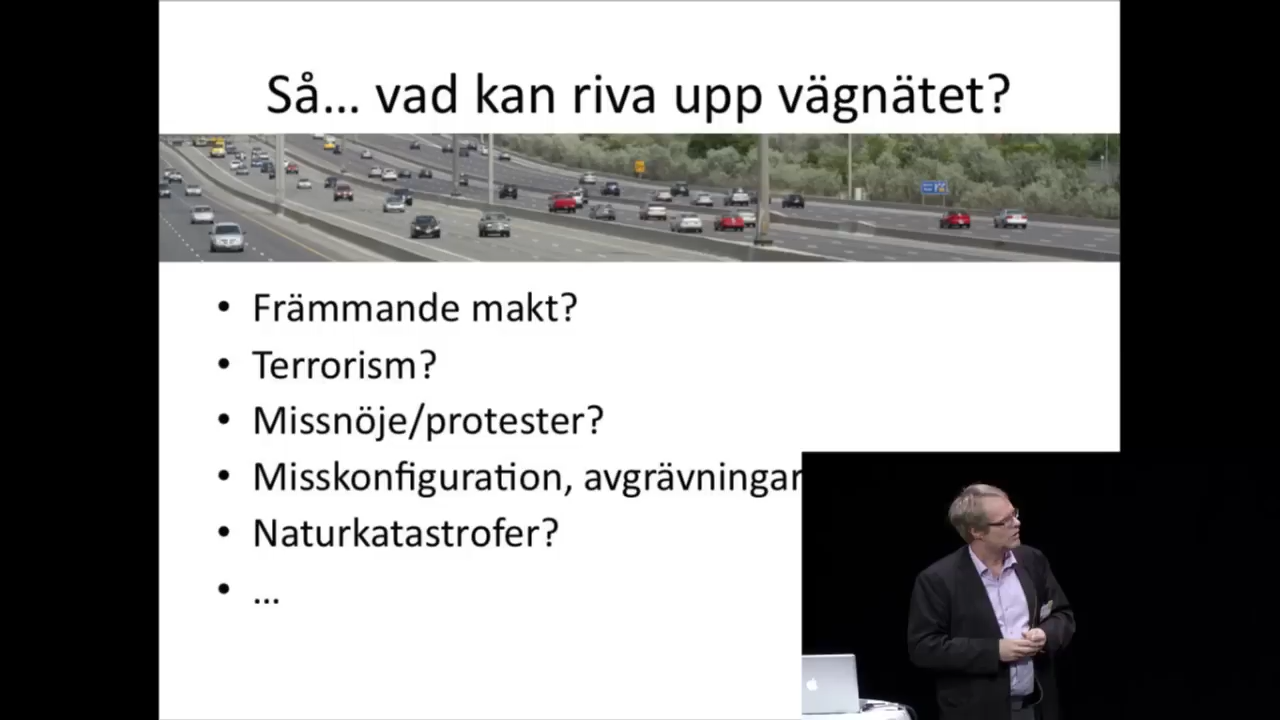 Så… vad kan riva upp vägnätet?
• Främmande makt?
• Terrorism?
• Missnöje/protester?
• Misskonfiguration, avgrävningar
• Naturkatastrofer?
• …